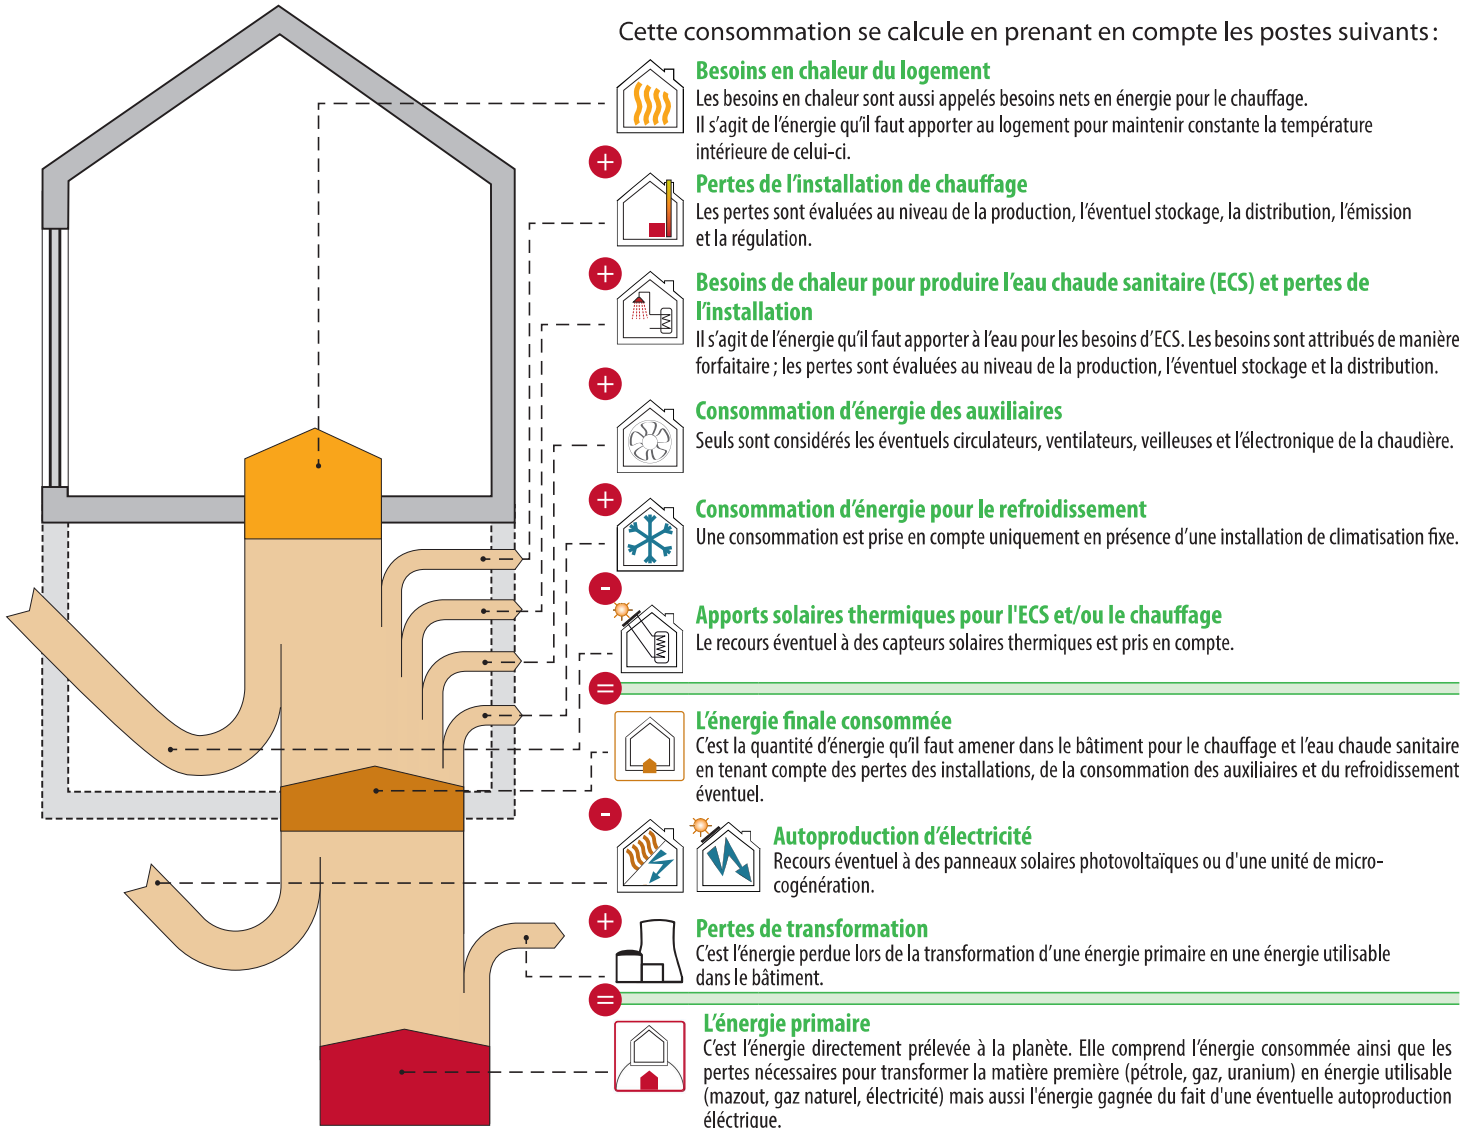 Cette consommation se calcule en prenant en compte les postes suivants :
Besoins en chaleur du logement
Les besoins en chaleur sont aussi appelés besoins nets en énergie pour le chauffage.
Il s'agit de l'énergie qu'il faut apporter au logement pour maintenir constante la température
intérieure de celui-ci.
+
Pertes de l'installation de chauffage
Les pertes sont évaluées au niveau de la production, l'éventuel stockage, la distribution, l'émission
et la régulation.
+
Besoins de chaleur pour produire l'eau chaude sanitaire (ECS) et pertes de
l'installation
Il s'agit de l'énergie qu'il faut apporter à l'eau pour les besoins d'ECS. Les besoins sont attribués de manière
forfaitaire ; les pertes sont évaluées au niveau de la production, l'éventuel stockage et la distribution.
+
Consommation d'énergie des auxiliaires
Seuls sont considérés les éventuels circulateurs, ventilateurs, veilleuses et l'électronique de la chaudière.
+
Consommation d'énergie pour le refroidissement
Une consommation est prise en compte uniquement en présence d'une installation de climatisation fixe.
-
Apports solaires thermiques pour l'ECS et/ou le chauffage
Le recours éventuel à des capteurs solaires thermiques est pris en compte.
=
L'énergie finale consommée
C'est la quantité d'énergie qu'il faut amener dans le bâtiment pour le chauffage et l'eau chaude sanitaire
en tenant compte des pertes des installations, de la consommation des auxiliaires et du refroidissement
éventuel.
-
Autoproduction d'électricité
Recours éventuel à des panneaux solaires photovoltaïques ou d'une unité de micro-
cogénération.
+
Pertes de transformation
C'est l'énergie perdue lors de la transformation d'une énergie primaire en une énergie utilisable
dans le bâtiment.
=
L'énergie primaire
C'est l'énergie directement prélevée à la planète. Elle comprend l'énergie consommée ainsi que les
pertes nécessaires pour transformer la matière première (pétrole, gaz, uranium) en énergie utilisable
(mazout, gaz naturel, électricité) mais aussi l'énergie gagnée du fait d'une éventuelle autoproduction
éléctrique.